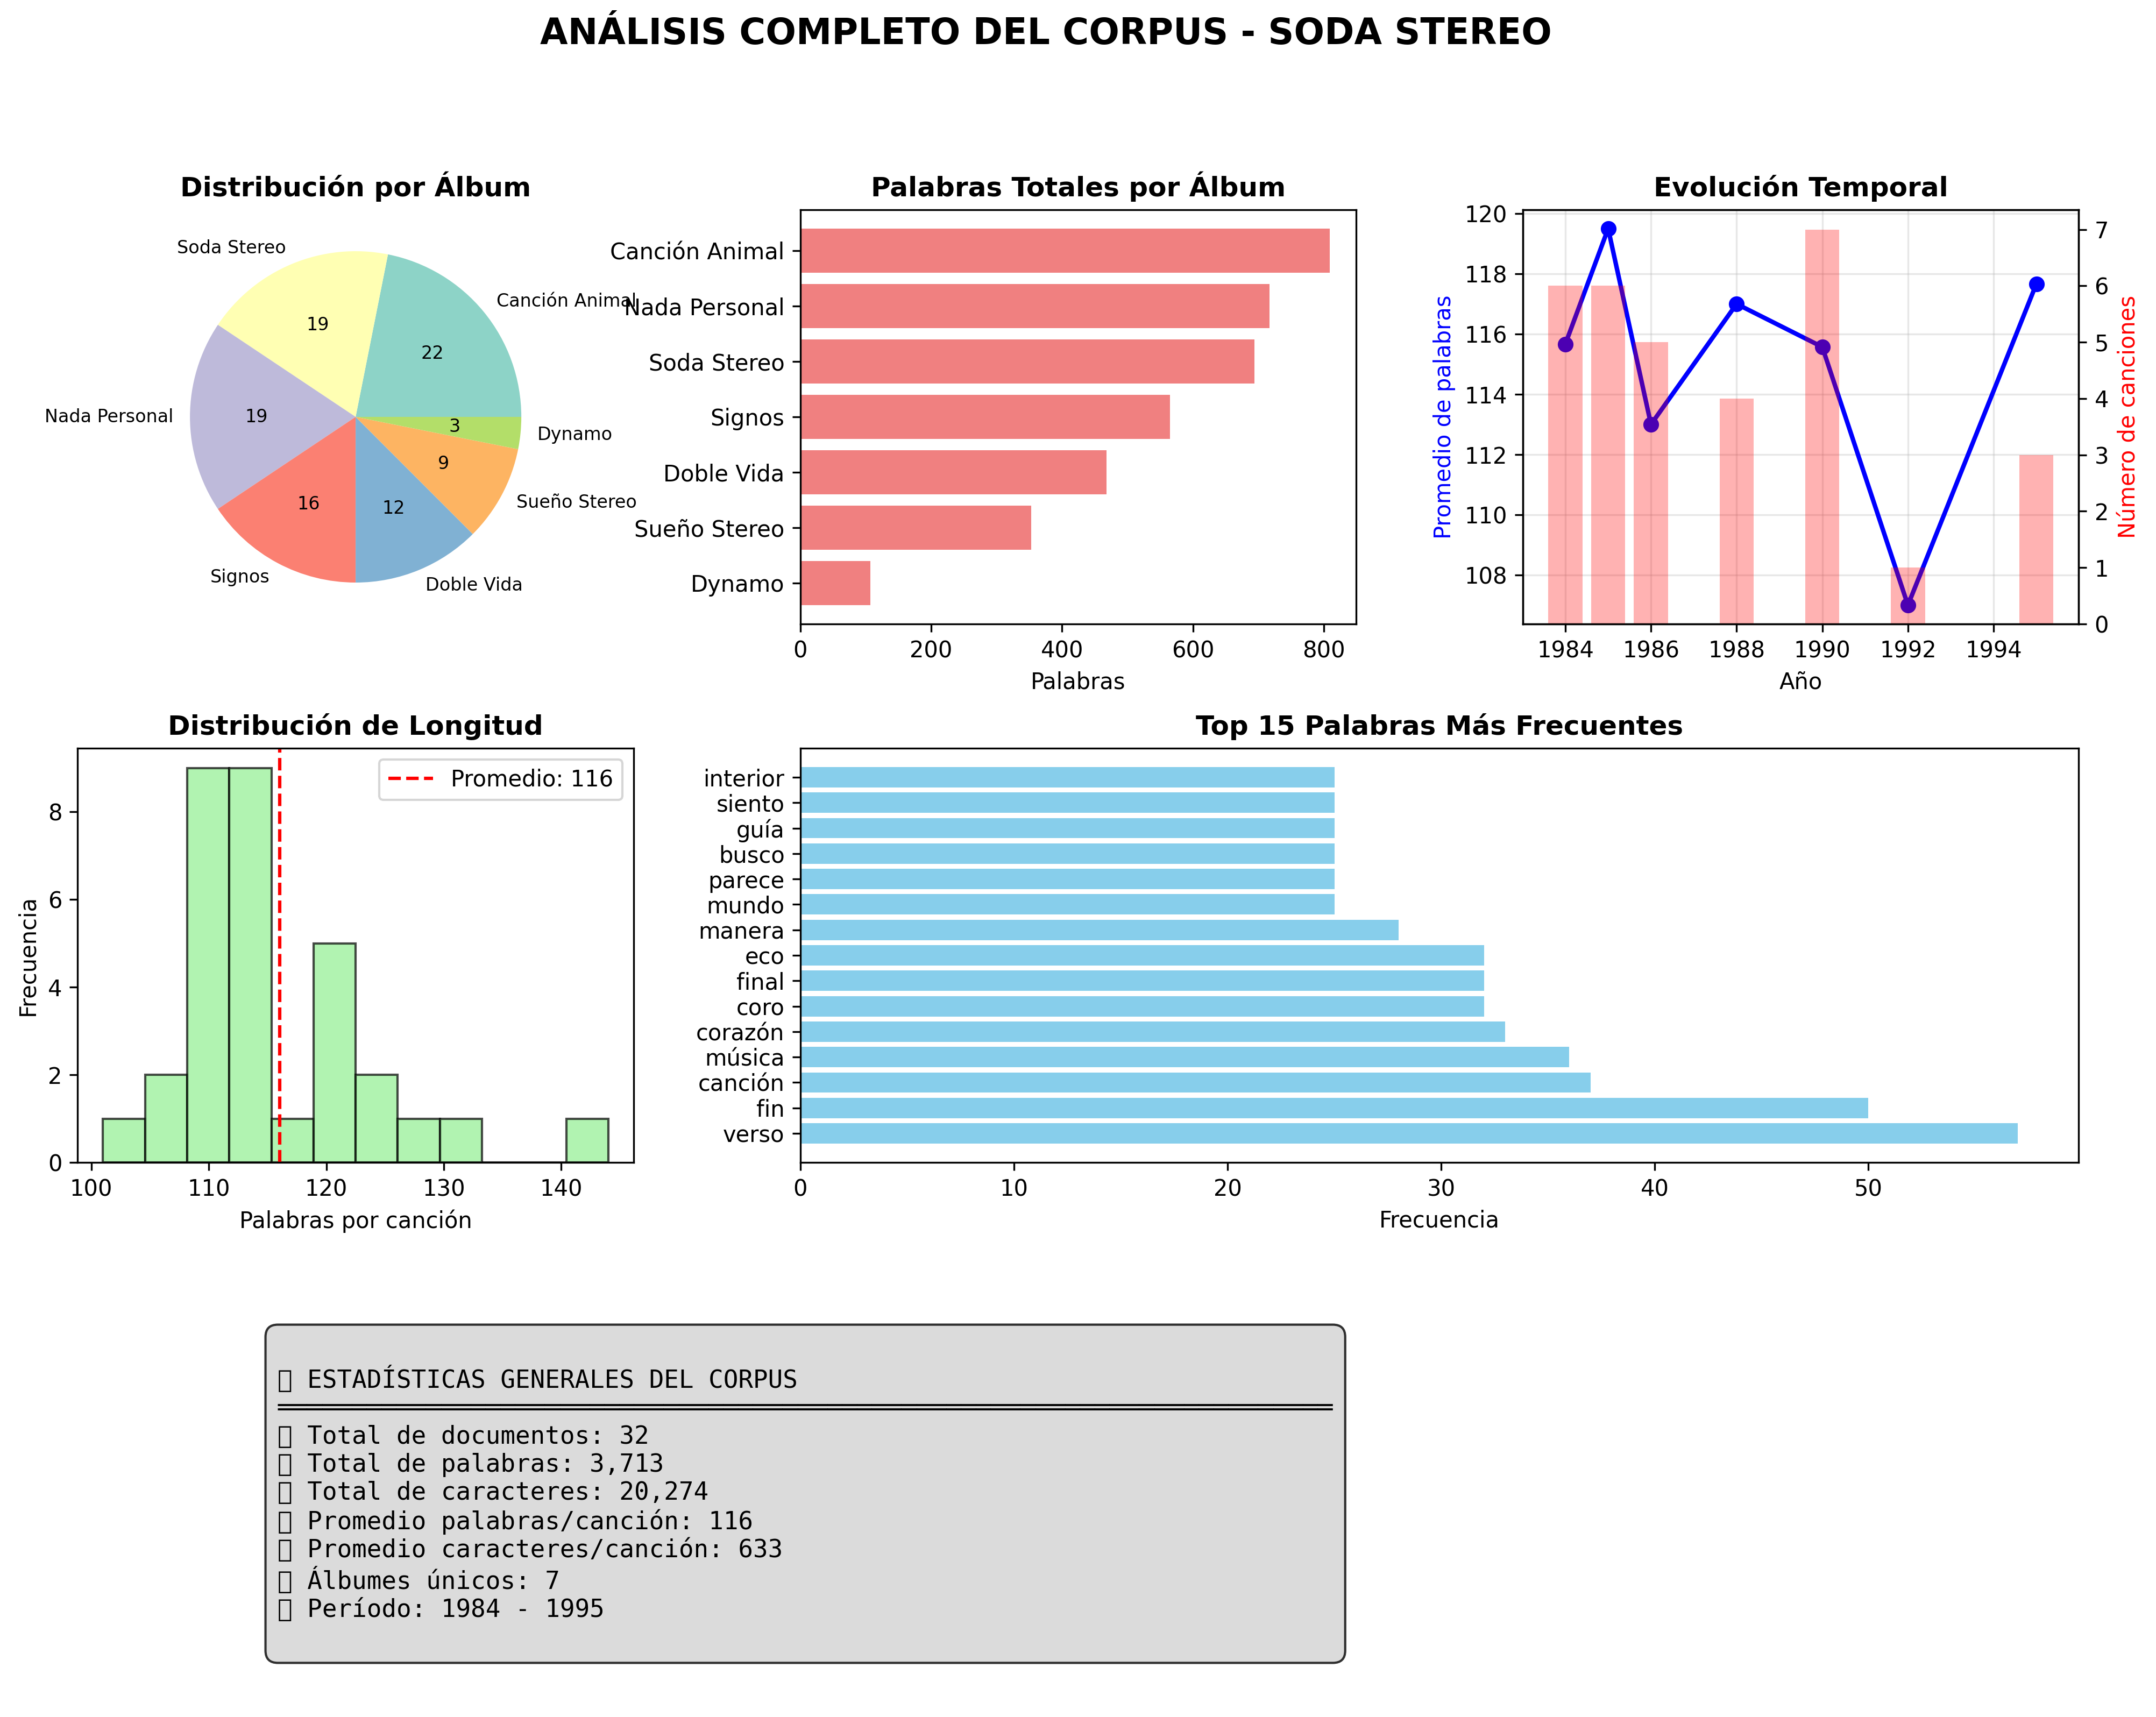 ANÁLISIS COMPLETO DEL CORPUS - SODA STEREO
Distribución por Álbum
Soda Stereo
Canción Animal
Nada Personal
Signos
Doble Vida
Sueño Stereo
Dynamo
19
22
19
16
12
9
3
Palabras Totales por Álbum
Canción Animal
Nada Personal
Soda Stereo
Signos
Doble Vida
Sueño Stereo
Dynamo
0 200 400 600 800
Palabras
Evolución Temporal
Promedio de palabras
120
118
116
114
112
110
108
7
6
5
4
3
2
1
0
Número de canciones
1984 1986 1988 1990 1992 1994
Año
Distribución de Longitud
Promedio: 116
Frecuencia
8
6
4
2
0
100 110 120 130 140
Palabras por canción
Top 15 Palabras Más Frecuentes
interior
siento
guía
busco
parece
mundo
manera
eco
final
coro
corazón
música
canción
fin
verso
0 10 20 30 40 50
Frecuencia
ESTADÍSTICAS GENERALES DEL CORPUS
Total de documentos: 32
Total de palabras: 3,713
Total de caracteres: 20,274
Promedio palabras/canción: 116
Promedio caracteres/canción: 633
Álbumes únicos: 7
Período: 1984 - 1995